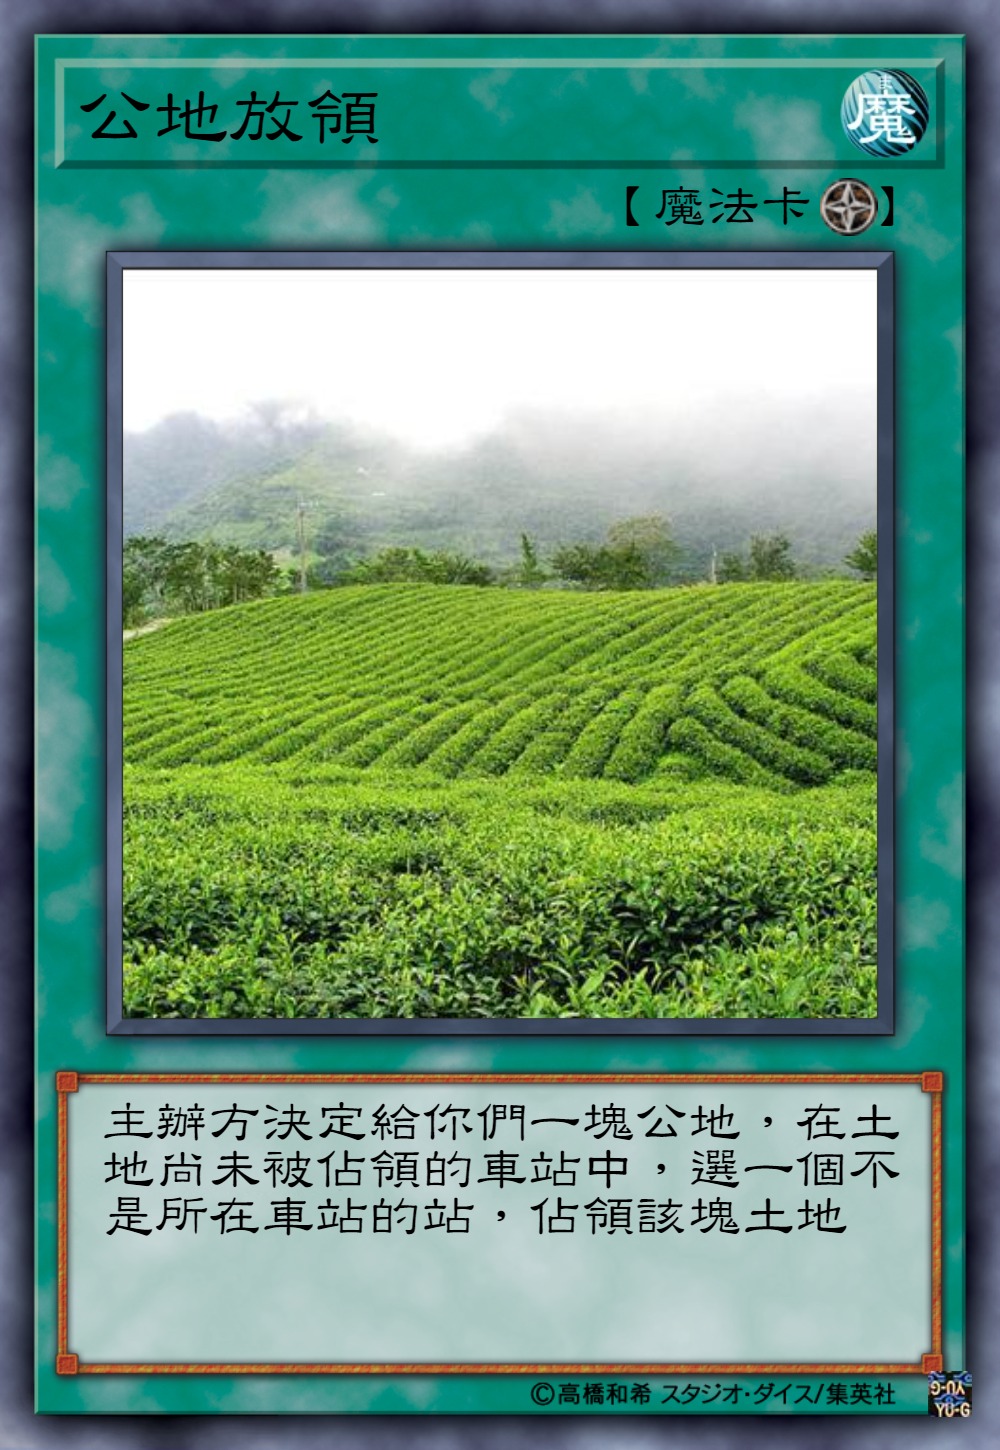 公地放領
魔
ま
【魔法卡】
主辦方決定給你們一塊公地，在土
地尚未被佔領的車站中，選一個不
是所在車站的站，佔領該塊土地
©高橋和希 スタジオ・ダイス/集英社
YU-G
YU-G